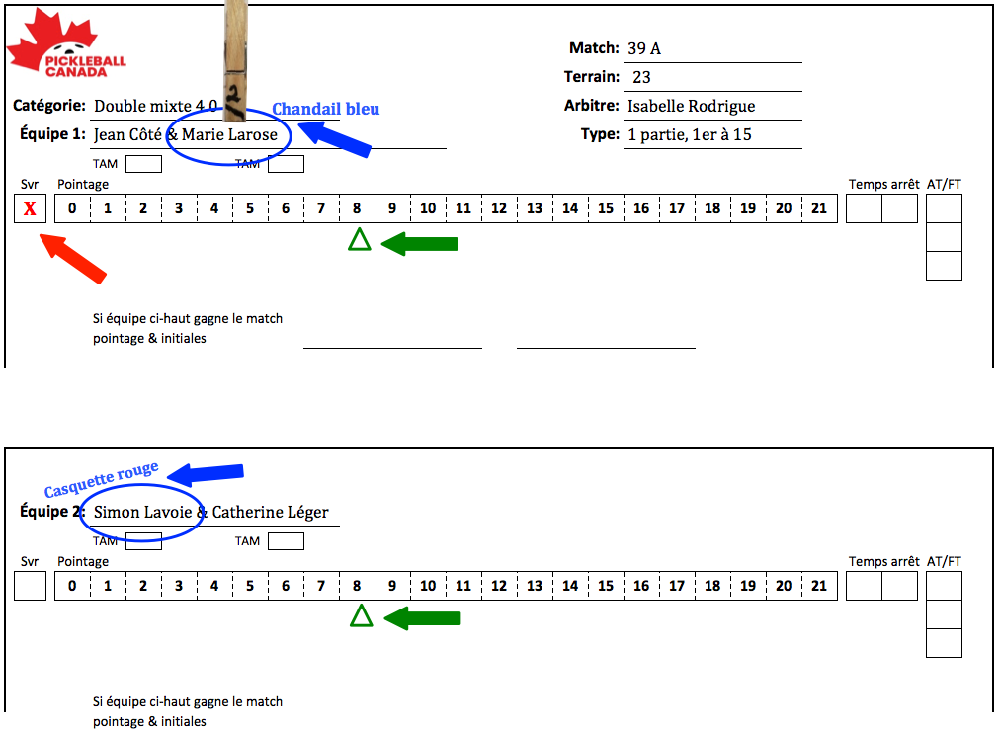 PICKLEBALL
CANADA
Match: 39 A
Terrain: 23
Catégorie: Double mixte 4.0
/2
Chandail bleu
Arbitre: Isabelle Rodrigue
Équipe 1: Jean Côté & Marie Larose
Type: 1 partie, 1er à 15
TAM TAM
Svr Pointage Temps arrêt AT/FT
X 0 1 2 3 4 5 6 7 8 9 10 11 12 13 14 15 16 17 18 19 20 21
Si équipe ci-haut gagne le match
pointage & initiales
Casquette rouge
Équipe 2: Simon Lavoie & Catherine Léger
TAM TAM
Svr Pointage Temps arrêt AT/FT
0 1 2 3 4 5 6 7 8 9 10 11 12 13 14 15 16 17 18 19 20 21
Si équipe ci-haut gagne le match
pointage & initiales